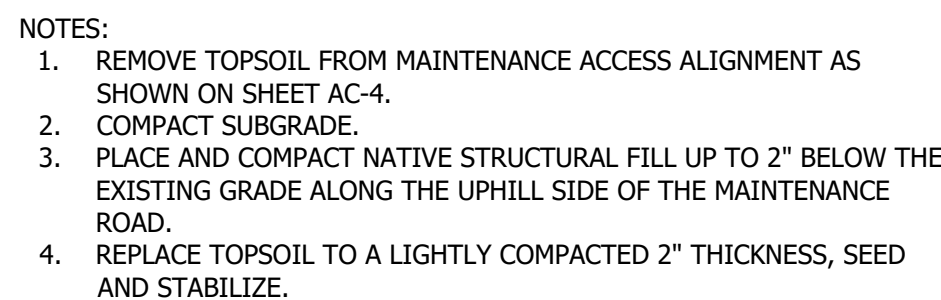 NOTES:
1. REMOVE TOPSOIL FROM MAINTENANCE ACCESS ALIGNMENT AS
SHOWN ON SHEET AC-4.
2. COMPACT SUBGRADE.
3. PLACE AND COMPACT NATIVE STRUCTURAL FILL UP TO 2" BELOW THE
EXISTING GRADE ALONG THE UPHILL SIDE OF THE MAINTENANCE
ROAD.
4. REPLACE TOPSOIL TO A LIGHTLY COMPACTED 2" THICKNESS, SEED
AND STABILIZE.